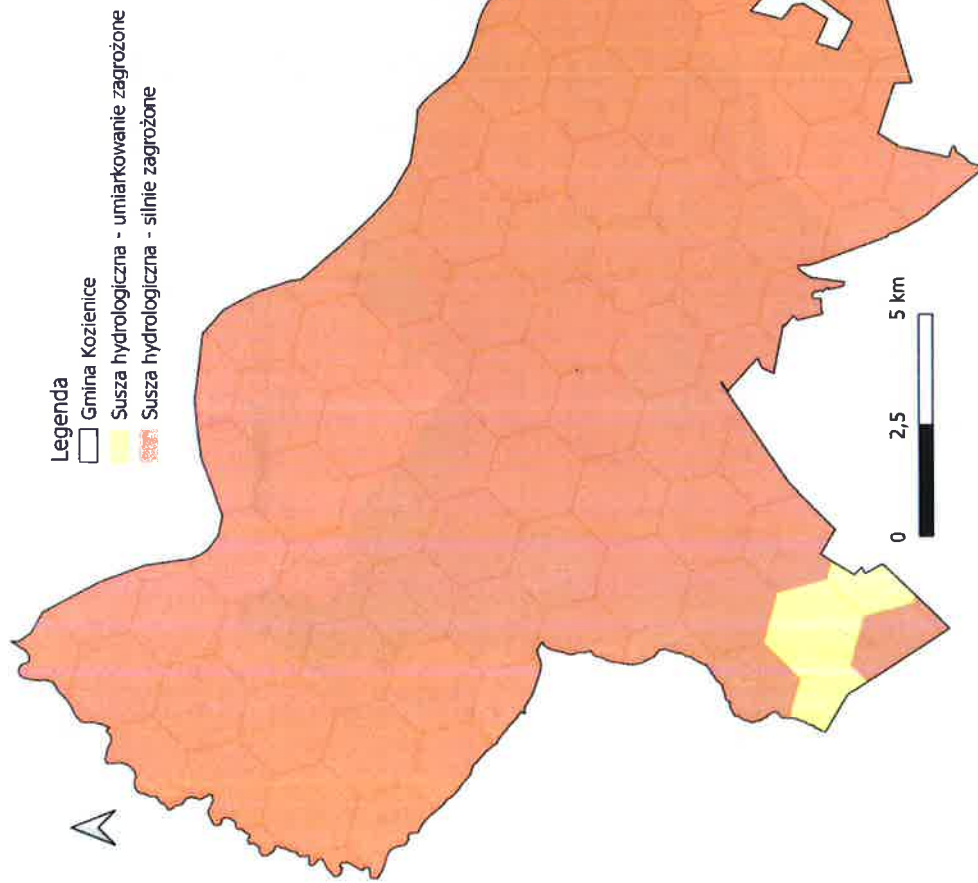 Legenda
Gmina Kozienice
Susza hydrologiczna - umiarkowanie zagrożone
Susza hydrologiczna - silnie zagrożone
0 2,5 5 km